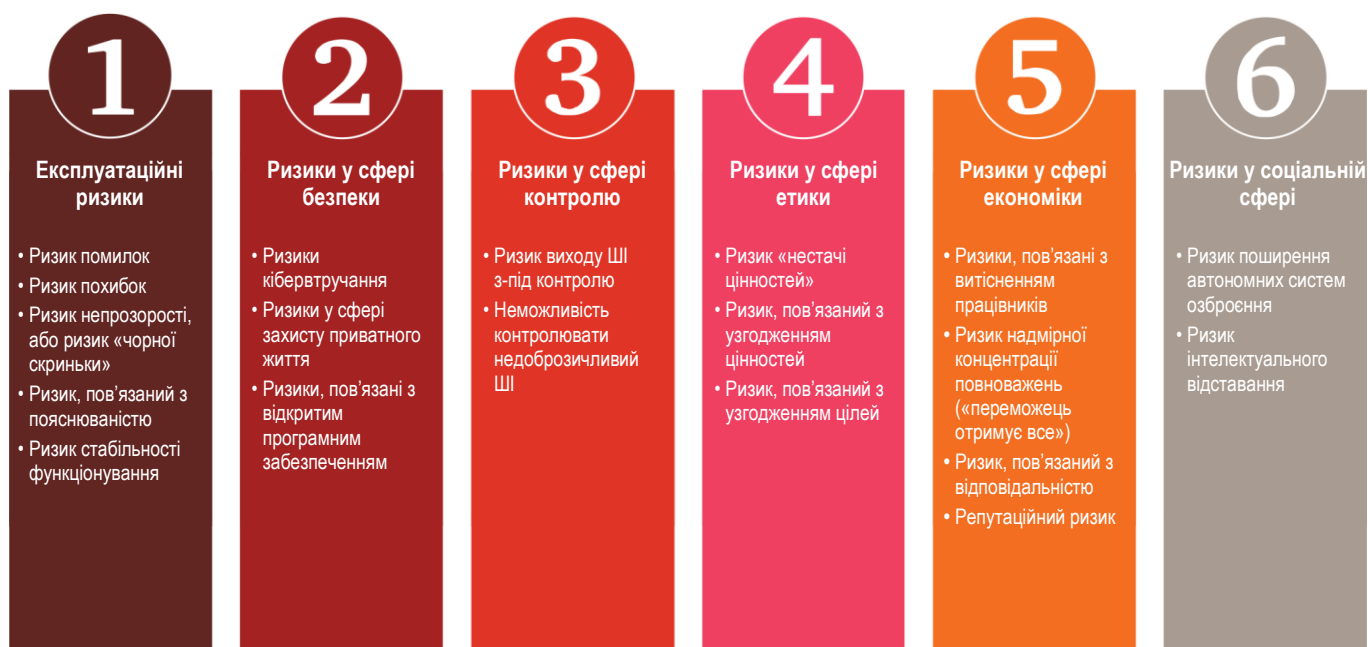 1
Експлуатаційні
ризики
• Ризик помилок
• Ризик похибок
• Ризик непрозорості,
або ризик «чорної
скриньки»
• Ризик, пов’язаний з
пояснюваністю
• Ризик стабільності
функціонування
2
Ризики у сфері
безпеки
• Ризики
кібервтручання
• Ризики у сфері
захисту приватного
життя
• Ризики, пов’язані з
відкритим
програмним
забезпеченням
3
Ризики у сфері
контролю
• Ризик виходу ШІ
з-під контролю
• Неможливість
контролювати
недоброзичливий
ШІ
4
Ризики у сфері
етики
• Ризик «нестачі
цінностей»
• Ризик, пов’язаний з
узгодженням
цінностей
• Ризик, пов’язаний з
узгодженням цілей
5
Ризики у сфері
економіки
• Ризики, пов’язані з
витісненням
працівників
• Ризик надмірної
концентрації
повноважень
(«переможець
отримує все»)
• Ризик, пов’язаний з
відповідальністю
• Репутаційний ризик
6
Ризики у соціальній
сфері
• Ризик поширення
автономних систем
озброєння
• Ризик
інтелектуального
відставання